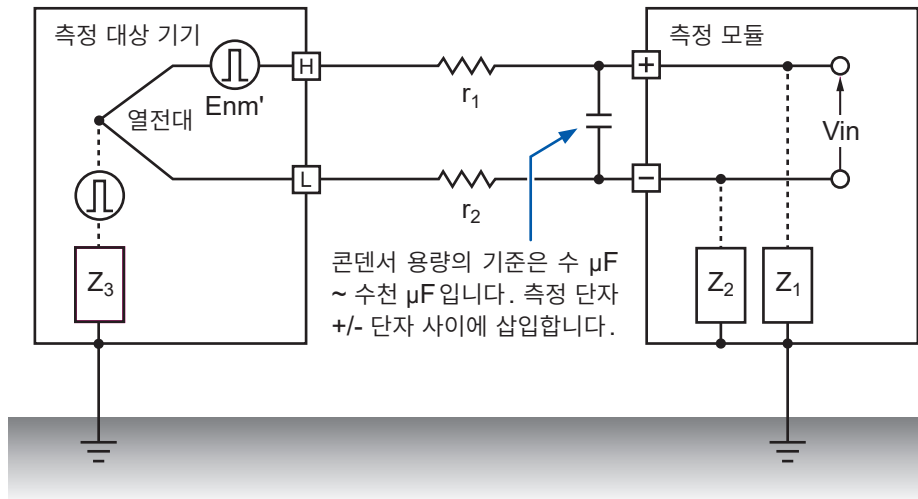 측정 대상 기기
측정 모듈
H
+
Enm'
r₁
열전대
Vin
L
−
r₂
콘덴서 용량의 기준은 수 µF
~ 수천 µF입니다. 측정 단자
+/- 단자 사이에 삽입합니다.
Z₃
Z₂
Z₁